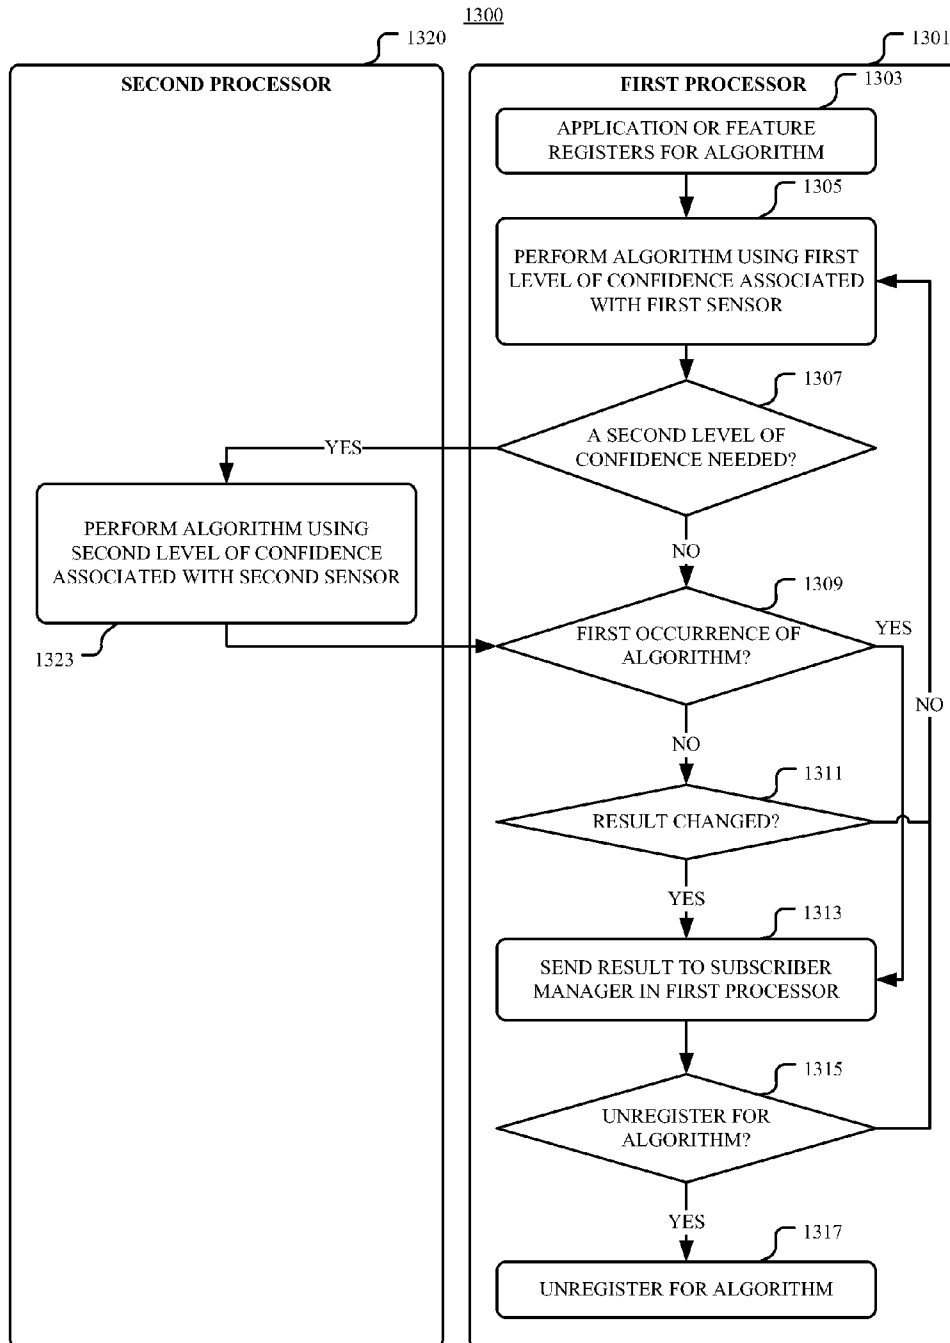 1300
1320
1301
SECOND PROCESSOR
FIRST PROCESSOR
1303
APPLICATION OR FEATURE
REGISTERS FOR ALGORITHM
1305
PERFORM ALGORITHM USING FIRST
LEVEL OF CONFIDENCE ASSOCIATED
WITH FIRST SENSOR
1307
A SECOND LEVEL OF
CONFIDENCE NEEDED?
YES
PERFORM ALGORITHM USING
SECOND LEVEL OF CONFIDENCE
ASSOCIATED WITH SECOND SENSOR
1323
NO
1309
FIRST OCCURRENCE OF
ALGORITHM?
YES
NO
NO
1311
RESULT CHANGED?
YES
1313
SEND RESULT TO SUBSCRIBER
MANAGER IN FIRST PROCESSOR
1315
UNREGISTER FOR
ALGORITHM?
YES
1317
UNREGISTER FOR ALGORITHM